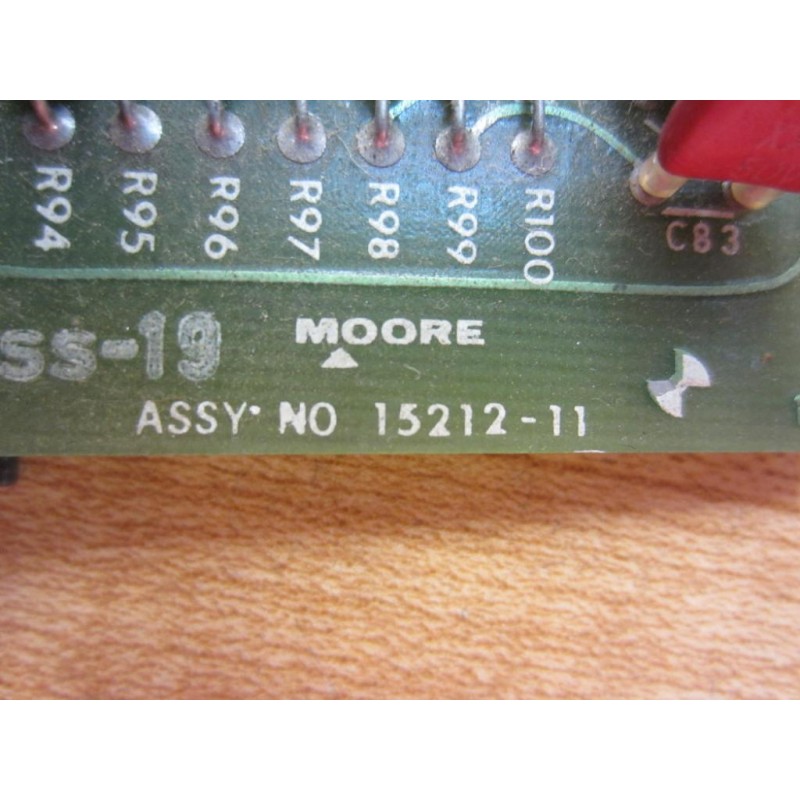 R94 R95 R96 R97 R98 R99 R100
C83
SS-19
MOORE
ASSY. NO 15212-11